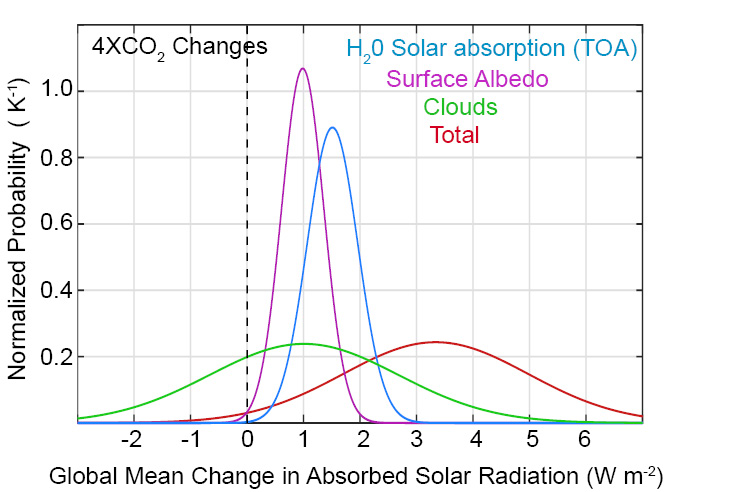 4XCO₂ Changes
H₂0 Solar absorption (TOA)
Surface Albedo
Clouds
Total
Normalized Probability ( K⁻¹)
1.0
0.8
0.6
0.4
0.2
-2 -1 0 1 2 3 4 5 6
Global Mean Change in Absorbed Solar Radiation (W m⁻²)